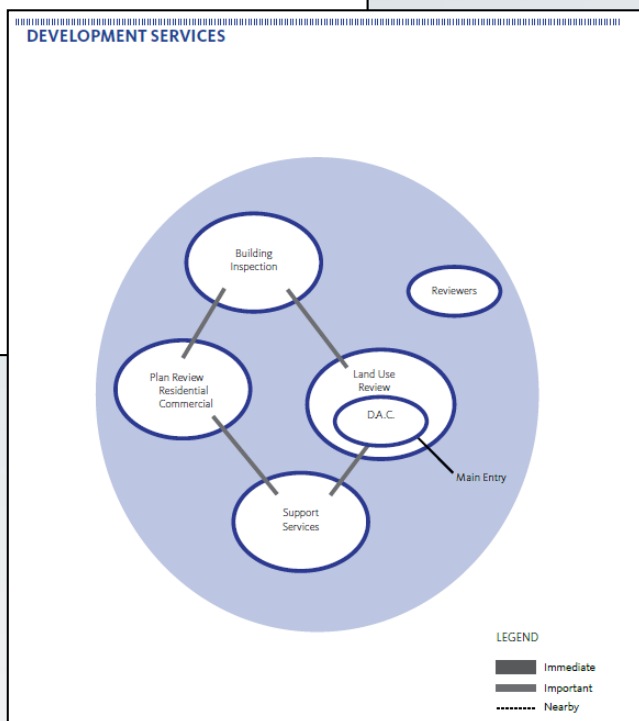 DEVELOPMENT SERVICES
Building
Inspection
Reviewers
Plan Review
Residential
Commercial
Land Use
Review
D.A.C.
Main Entry
Support
Services
LEGEND
Immediate
Important
Nearby